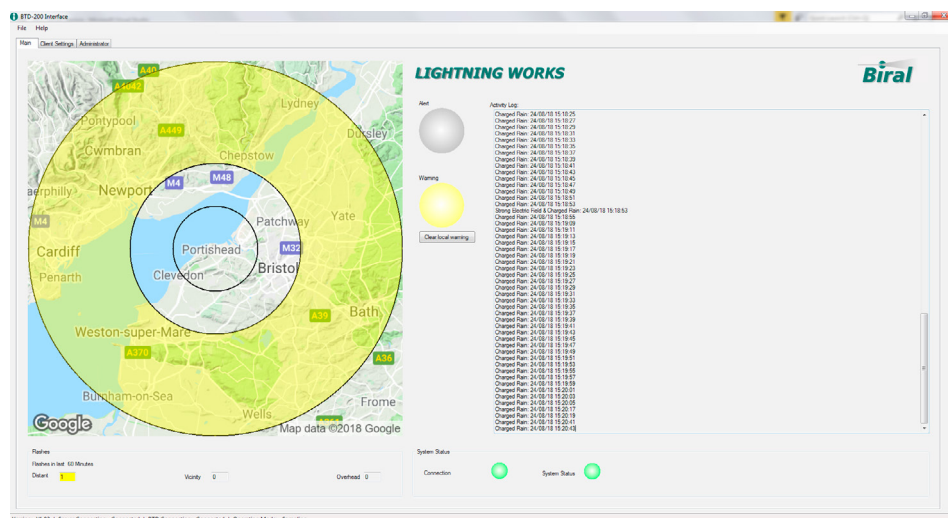 BTD-200 Interface
File Help
Main Client Settings Administrator
LIGHTNING WORKS
Biral
A40
A4042
Lydney
Pontypool
A449
Dursley
Cwmbran
Chepstow
M48
M4
Newport
aerphilly
M4
Patchway
Yate
Cardiff
Portishead
M32
Penarth
Clevedon
Bristol
A39
Bath
Weston-super-Mare
A370
A36
Burnham-on-Sea
Frome
Wells
Google
Map data ©2018 Google
Alert
Warning
Clear local warning
Activity Log:
Charged Rain: 24/08/18 15:18:25
Charged Rain: 24/08/18 15:18:27
Charged Rain: 24/08/18 15:18:29
Charged Rain: 24/08/18 15:18:31
Charged Rain: 24/08/18 15:18:33
Charged Rain: 24/08/18 15:18:35
Charged Rain: 24/08/18 15:18:37
Charged Rain: 24/08/18 15:18:39
Charged Rain: 24/08/18 15:18:41
Charged Rain: 24/08/18 15:18:43
Charged Rain: 24/08/18 15:18:45
Charged Rain: 24/08/18 15:18:47
Charged Rain: 24/08/18 15:18:49
Charged Rain: 24/08/18 15:18:51
Charged Rain: 24/08/18 15:18:53
Strong Electric Field & Charged Rain: 24/08/18 15:18:53
Charged Rain: 24/08/18 15:18:55
Charged Rain: 24/08/18 15:19:09
Charged Rain: 24/08/18 15:19:11
Charged Rain: 24/08/18 15:19:13
Charged Rain: 24/08/18 15:19:15
Charged Rain: 24/08/18 15:19:17
Charged Rain: 24/08/18 15:19:19
Charged Rain: 24/08/18 15:19:21
Charged Rain: 24/08/18 15:19:23
Charged Rain: 24/08/18 15:19:25
Charged Rain: 24/08/18 15:19:27
Charged Rain: 24/08/18 15:19:29
Charged Rain: 24/08/18 15:19:31
Charged Rain: 24/08/18 15:19:33
Charged Rain: 24/08/18 15:19:35
Charged Rain: 24/08/18 15:19:37
Charged Rain: 24/08/18 15:19:39
Charged Rain: 24/08/18 15:19:41
Charged Rain: 24/08/18 15:19:43
Charged Rain: 24/08/18 15:19:45
Charged Rain: 24/08/18 15:19:47
Charged Rain: 24/08/18 15:19:49
Charged Rain: 24/08/18 15:19:51
Charged Rain: 24/08/18 15:19:53
Charged Rain: 24/08/18 15:19:55
Charged Rain: 24/08/18 15:19:57
Charged Rain: 24/08/18 15:19:59
Charged Rain: 24/08/18 15:20:01
Charged Rain: 24/08/18 15:20:03
Charged Rain: 24/08/18 15:20:05
Charged Rain: 24/08/18 15:20:17
Charged Rain: 24/08/18 15:20:19
Charged Rain: 24/08/18 15:20:41
Charged Rain: 24/08/18 15:20:43
Flashes
Flashes in last 60 Minutes
Distant 1 Vicinity 0 Overhead 0
System Status
Connection System Status